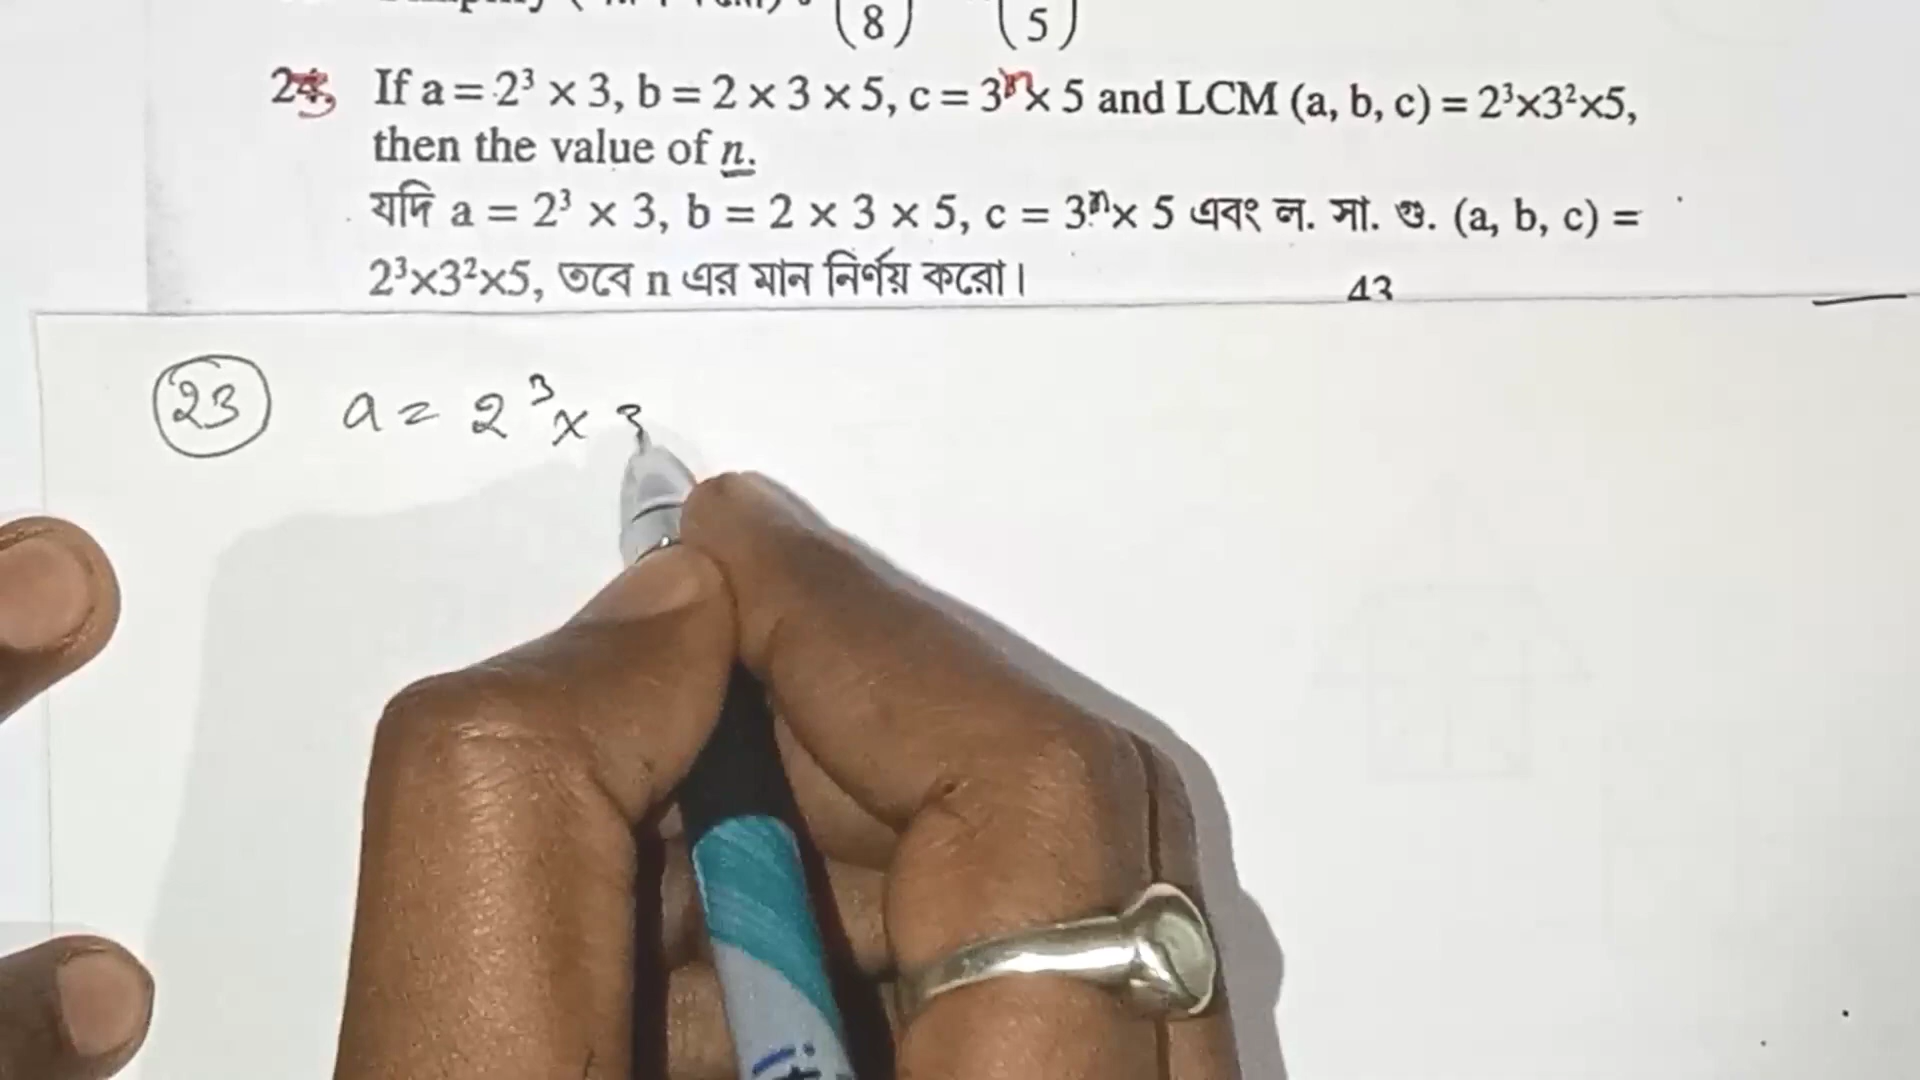 (8) (5)
23, If a = 2³ × 3, b = 2 × 3 × 5, c = 3ⁿ× 5 and LCM (a, b, c) = 2³×3²×5,
then the value of n.
যদি a = 2³ × 3, b = 2 × 3 × 5, c = 3ⁿ× 5 এবং ল. সা. গু. (a, b, c) =
2³×3²×5, তবে n এর মান নির্ণয় করো।
43
23 a = 2³ × 3